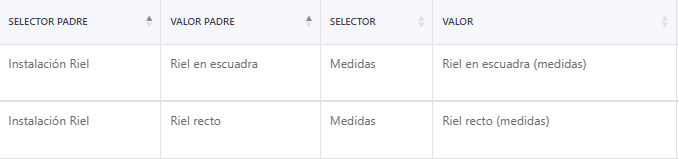 SELECTOR PADRE VALOR PADRE SELECTOR VALOR
Instalación Riel Riel en escuadra Medidas Riel en escuadra (medidas)
Instalación Riel Riel recto Medidas Riel recto (medidas)